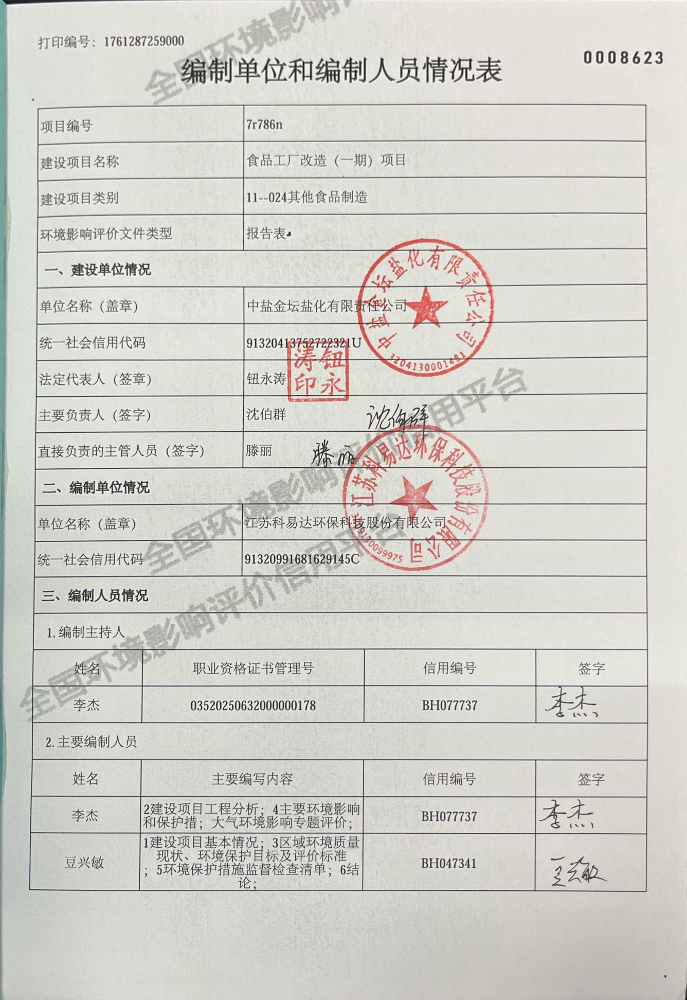 打印编号：1761287259000
0008623
编制单位和编制人员情况表
项目编号 7r786n
建设项目名称 食品工厂改造（一期）项目
建设项目类别 11--024其他食品制造
环境影响评价文件类型 报告表
一、建设单位情况
单位名称（盖章） 中盐金坛盐化有限责任公司
统一社会信用代码 91320413752722321U
法定代表人（签章） 钮永涛
主要负责人（签字） 沈伯群 沈伯群
直接负责的主管人员（签字） 滕丽 滕丽
二、编制单位情况
单位名称（盖章） 江苏科易达环保科技股份有限公司
统一社会信用代码 91320991681629145C
三、编制人员情况
1.编制主持人
姓名 职业资格证书管理号 信用编号 签字
李杰 03520250632000000178 BH077737 李杰
2.主要编制人员
姓名 主要编写内容 信用编号 签字
李杰 2建设项目工程分析；4主要环境影响 BH077737 李杰
和保护措；大气环境影响专题评价；
豆兴敏 1建设项目基本情况；3区域环境质量 BH047341 豆兴敏
现状、环境保护目标及评价标准
；5环境保护措施监督检查清单；6结
论；
中盐金坛盐化有限责任公司
3204130001481
钮永涛印
江苏科易达环保科技股份有限公司
全国环境影响评价信用平台
全国环境影响评价信用平台
全国环境影响